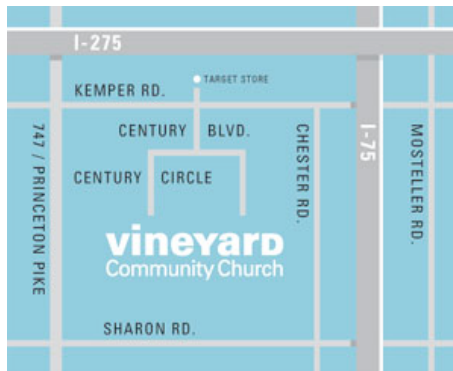 I-275
TARGET STORE
KEMPER RD.
CENTURY BLVD.
747 / PRINCETON PIKE
CHESTER RD.
I-75
MOSTELLER RD.
CENTURY CIRCLE
vineyard
Community Church
SHARON RD.